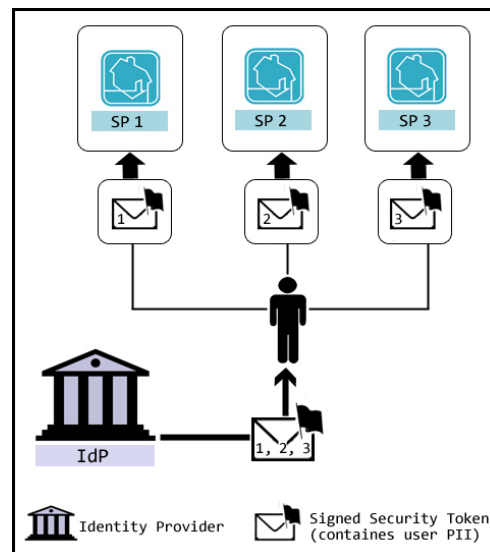 SP 1
SP 2
SP 3
1
2
3
1, 2, 3
IdP
Identity Provider
Signed Security Token
(containes user PII)